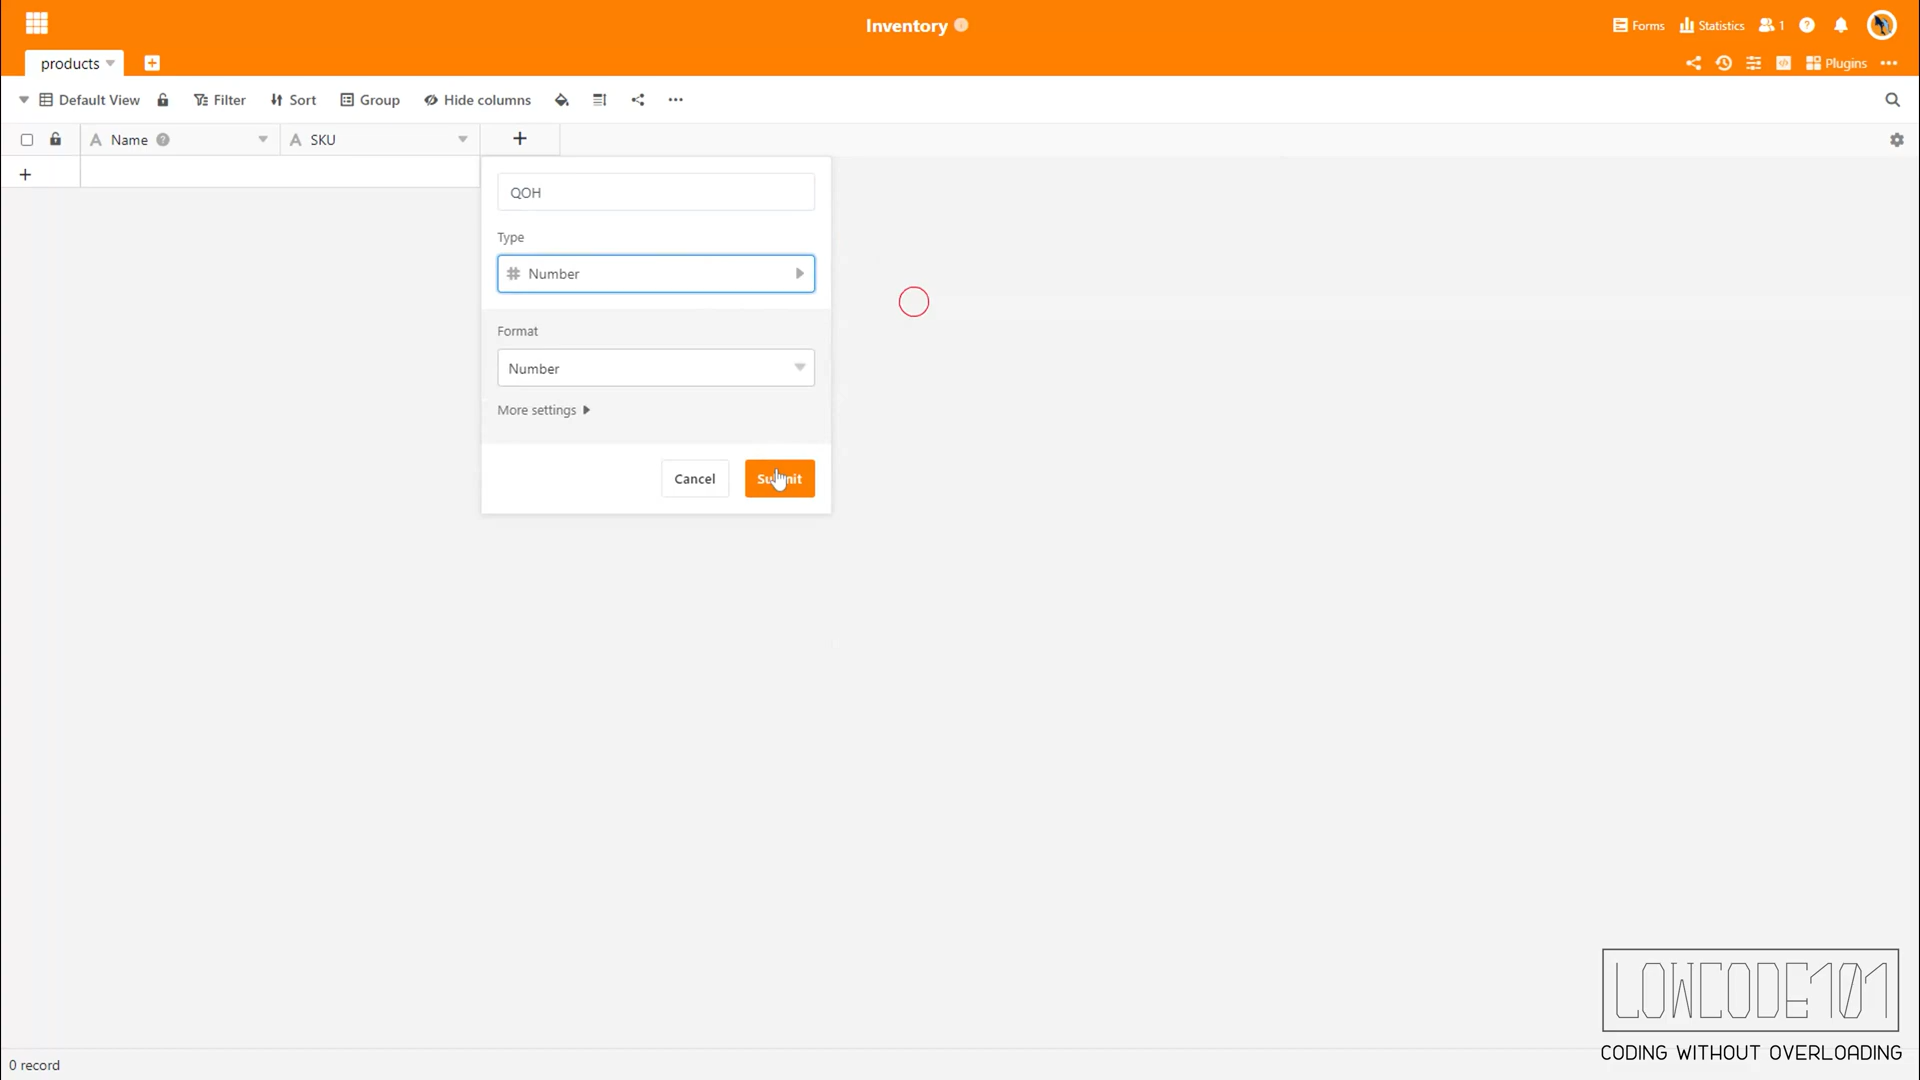 Inventory
Forms
Statistics
1
products
Plugins
Default View
Filter
Sort
Group
Hide columns
Name
SKU
QOH
Type
Number
Format
Number
More settings
Cancel
Submit
LOWCODE101
CODING WITHOUT OVERLOADING
0 record